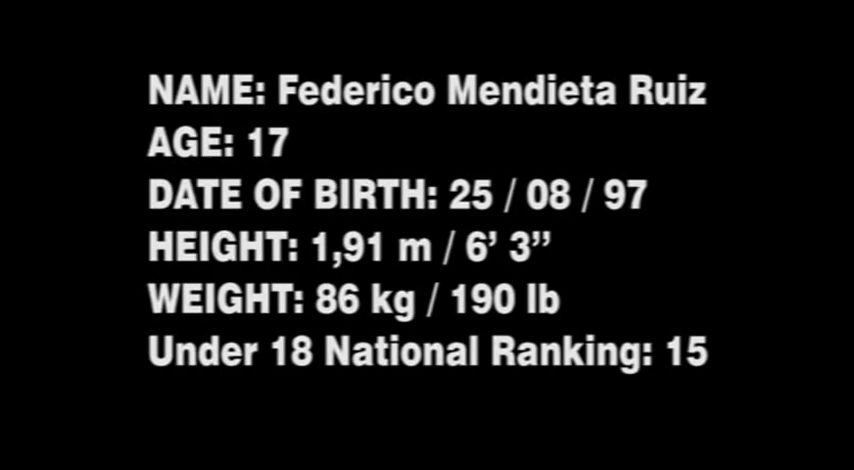 NAME: Federico Mendieta Ruiz
AGE: 17
DATE OF BIRTH: 25 / 08 / 97
HEIGHT: 1,91 m / 6’ 3”
WEIGHT: 86 kg / 190 lb
Under 18 National Ranking: 15